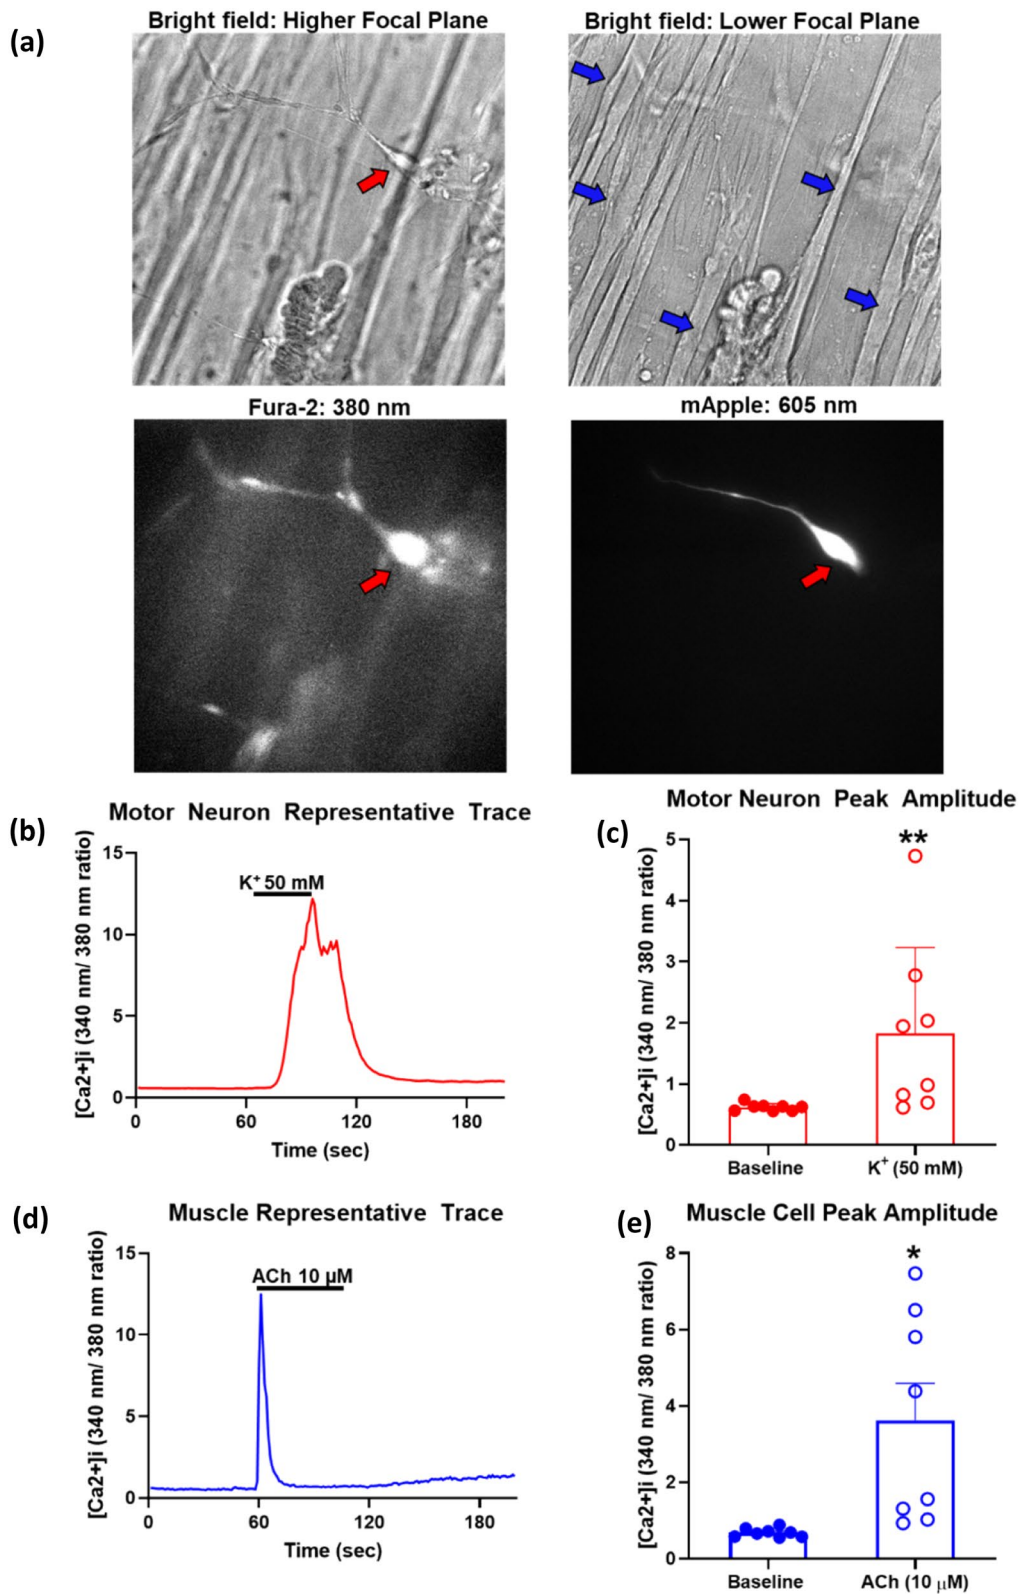 (a)
Bright field: Higher Focal Plane
Bright field: Lower Focal Plane
Fura-2: 380 nm
mApple: 605 nm
(b)
Motor Neuron Representative Trace
[Ca2+]i (340 nm/ 380 nm ratio)
15
10
5
0
K⁺ 50 mM
0
60
120
180
Time (sec)
(c)
Motor Neuron Peak Amplitude
[Ca2+]i (340 nm/ 380 nm ratio)
5
4
3
2
1
0
**
Baseline
K⁺ (50 mM)
(d)
Muscle Representative Trace
[Ca2+]i (340 nm/ 380 nm ratio)
15
10
5
0
ACh 10 µM
0
60
120
180
Time (sec)
(e)
Muscle Cell Peak Amplitude
[Ca2+]i (340 nm/ 380 nm ratio)
8
6
4
2
0
*
Baseline
ACh (10 µM)